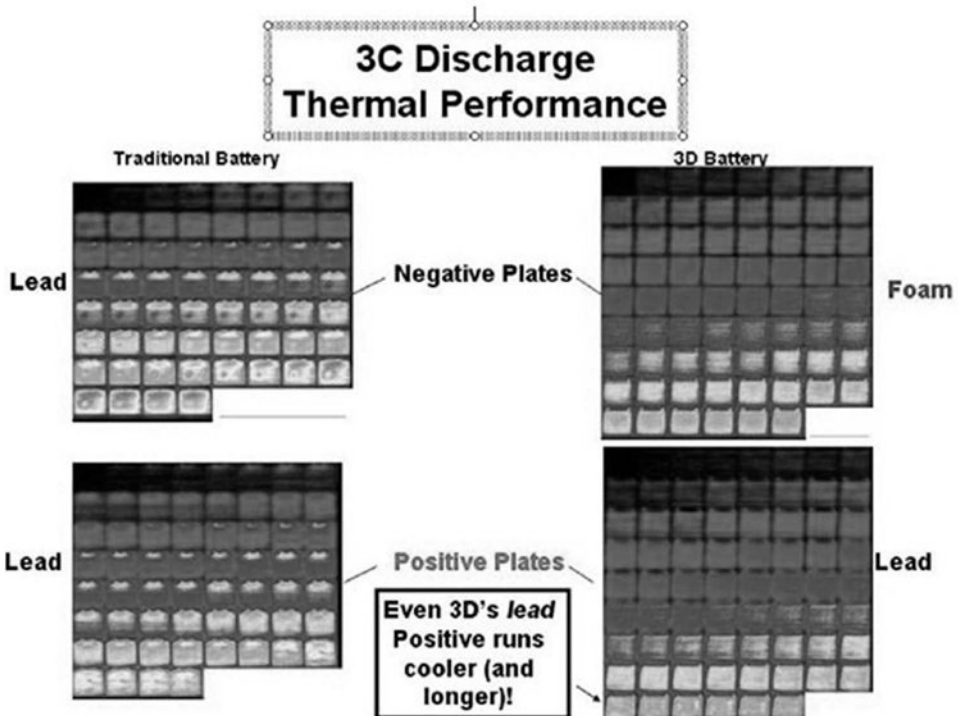 3C Discharge
Thermal Performance
Traditional Battery
3D Battery
Lead
Negative Plates
Foam
Lead
Positive Plates
Lead
Even 3D's lead
Positive runs
cooler (and
longer)!